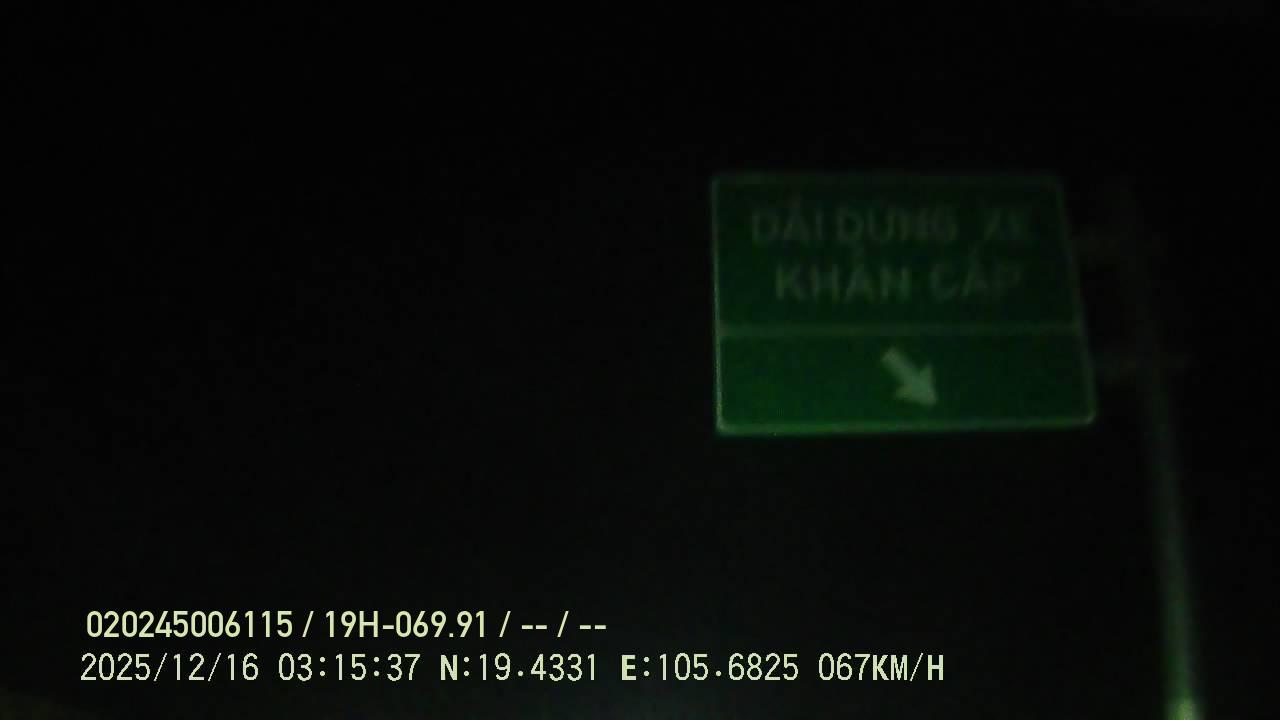 DẢI DỪNG XE
KHẨN CẤP
020245006115 / 19H-069.91 / -- / --
2025/12/16 03:15:37 N:19.4331 E:105.6825 067KM/H